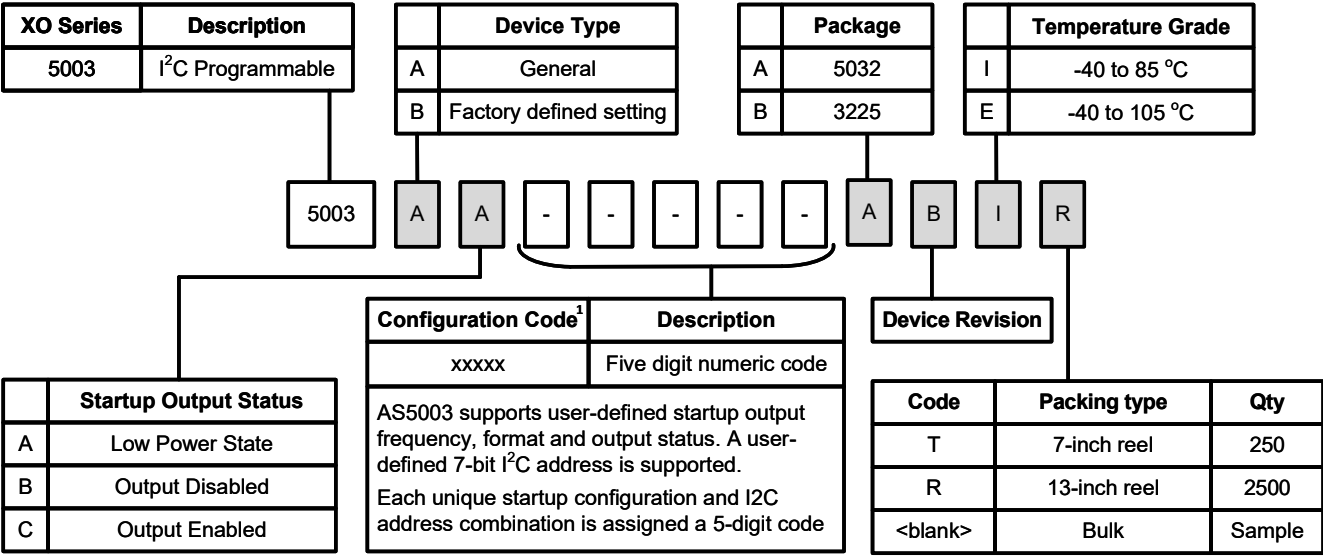 XO Series Description
5003 I²C Programmable
Device Type
A General
B Factory defined setting
Package
A 5032
B 3225
Temperature Grade
I -40 to 85 °C
E -40 to 105 °C
5003 A A - - - - - A B I R
Configuration Code¹ Description
xxxxx Five digit numeric code
AS5003 supports user-defined startup output
frequency, format and output status. A user-
defined 7-bit I²C address is supported.
Each unique startup configuration and I2C
address combination is assigned a 5-digit code
Device Revision
Startup Output Status
A Low Power State
B Output Disabled
C Output Enabled
Code Packing type Qty
T 7-inch reel 250
R 13-inch reel 2500
<blank> Bulk Sample